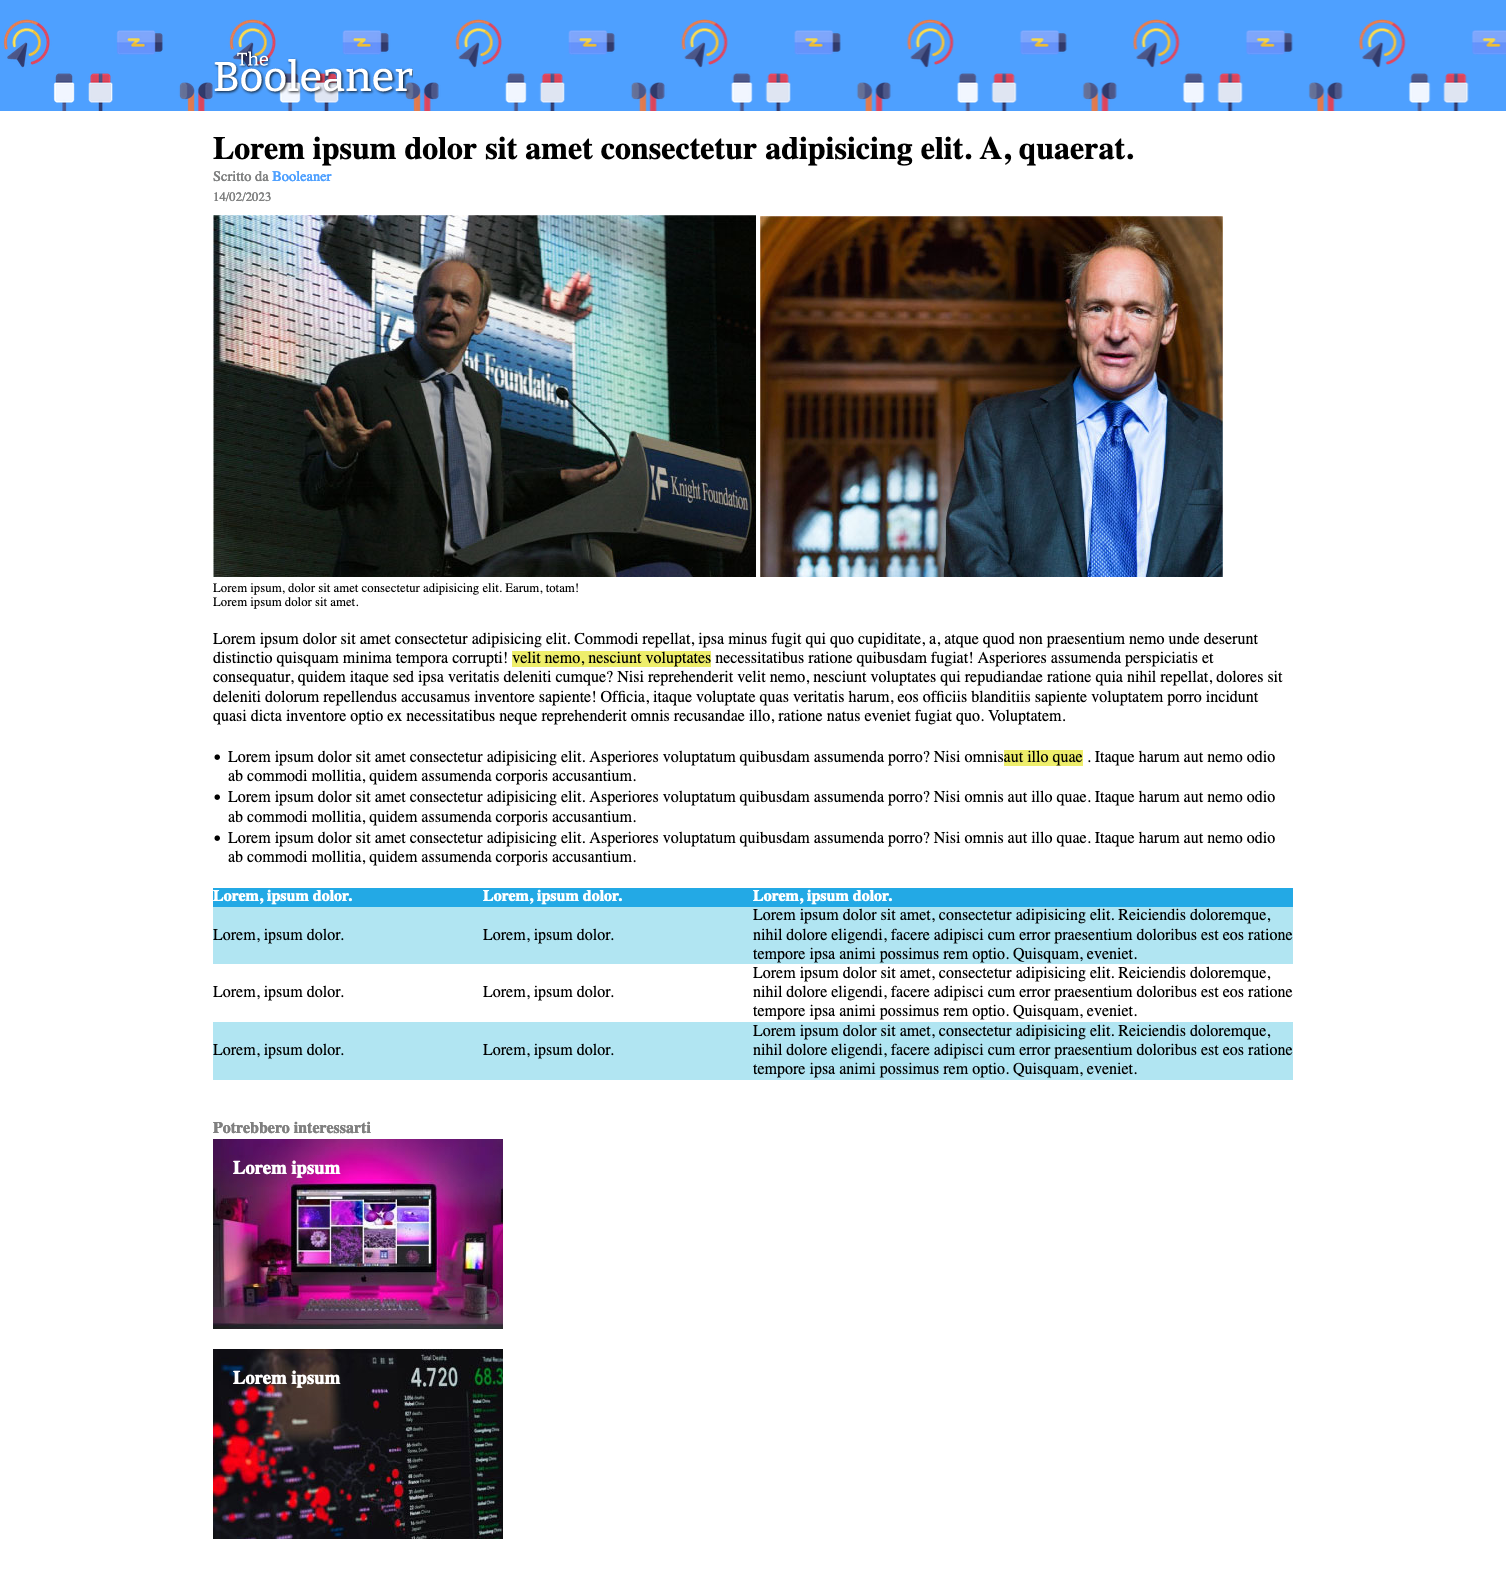 The
Booleaner
Lorem ipsum dolor sit amet consectetur adipisicing elit. A, quaerat.
Scritto da Booleaner
14/02/2023
Knight Foundation
Knight Foundation
Lorem ipsum, dolor sit amet consectetur adipisicing elit. Earum, totam!
Lorem ipsum dolor sit amet.
Lorem ipsum dolor sit amet consectetur adipisicing elit. Commodi repellat, ipsa minus fugit qui quo cupiditate, a, atque quod non praesentium nemo unde deserunt
distinctio quisquam minima tempora corrupti! velit nemo, nesciunt voluptates necessitatibus ratione quibusdam fugiat! Asperiores assumenda perspiciatis et
consequatur, quidem itaque sed ipsa veritatis deleniti cumque? Nisi reprehenderit velit nemo, nesciunt voluptates qui repudiandae ratione quia nihil repellat, dolores sit
deleniti dolorum repellendus accusamus inventore sapiente! Officia, itaque voluptate quas veritatis harum, eos officiis blanditiis sapiente voluptatem porro incidunt
quasi dicta inventore optio ex necessitatibus neque reprehenderit omnis recusandae illo, ratione natus eveniet fugiat quo. Voluptatem.
• Lorem ipsum dolor sit amet consectetur adipisicing elit. Asperiores voluptatum quibusdam assumenda porro? Nisi omnisaut illo quae . Itaque harum aut nemo odio
ab commodi mollitia, quidem assumenda corporis accusantium.
• Lorem ipsum dolor sit amet consectetur adipisicing elit. Asperiores voluptatum quibusdam assumenda porro? Nisi omnis aut illo quae. Itaque harum aut nemo odio
ab commodi mollitia, quidem assumenda corporis accusantium.
• Lorem ipsum dolor sit amet consectetur adipisicing elit. Asperiores voluptatum quibusdam assumenda porro? Nisi omnis aut illo quae. Itaque harum aut nemo odio
ab commodi mollitia, quidem assumenda corporis accusantium.
Lorem, ipsum dolor. Lorem, ipsum dolor. Lorem, ipsum dolor.
Lorem ipsum dolor sit amet, consectetur adipisicing elit. Reiciendis doloremque,
Lorem, ipsum dolor. Lorem, ipsum dolor. nihil dolore eligendi, facere adipisci cum error praesentium doloribus est eos ratione
tempore ipsa animi possimus rem optio. Quisquam, eveniet.
Lorem ipsum dolor sit amet, consectetur adipisicing elit. Reiciendis doloremque,
Lorem, ipsum dolor. Lorem, ipsum dolor. nihil dolore eligendi, facere adipisci cum error praesentium doloribus est eos ratione
tempore ipsa animi possimus rem optio. Quisquam, eveniet.
Lorem ipsum dolor sit amet, consectetur adipisicing elit. Reiciendis doloremque,
Lorem, ipsum dolor. Lorem, ipsum dolor. nihil dolore eligendi, facere adipisci cum error praesentium doloribus est eos ratione
tempore ipsa animi possimus rem optio. Quisquam, eveniet.
Potrebbero interessarti
Lorem ipsum
Lorem ipsum
Total Deaths
4.720
68.3